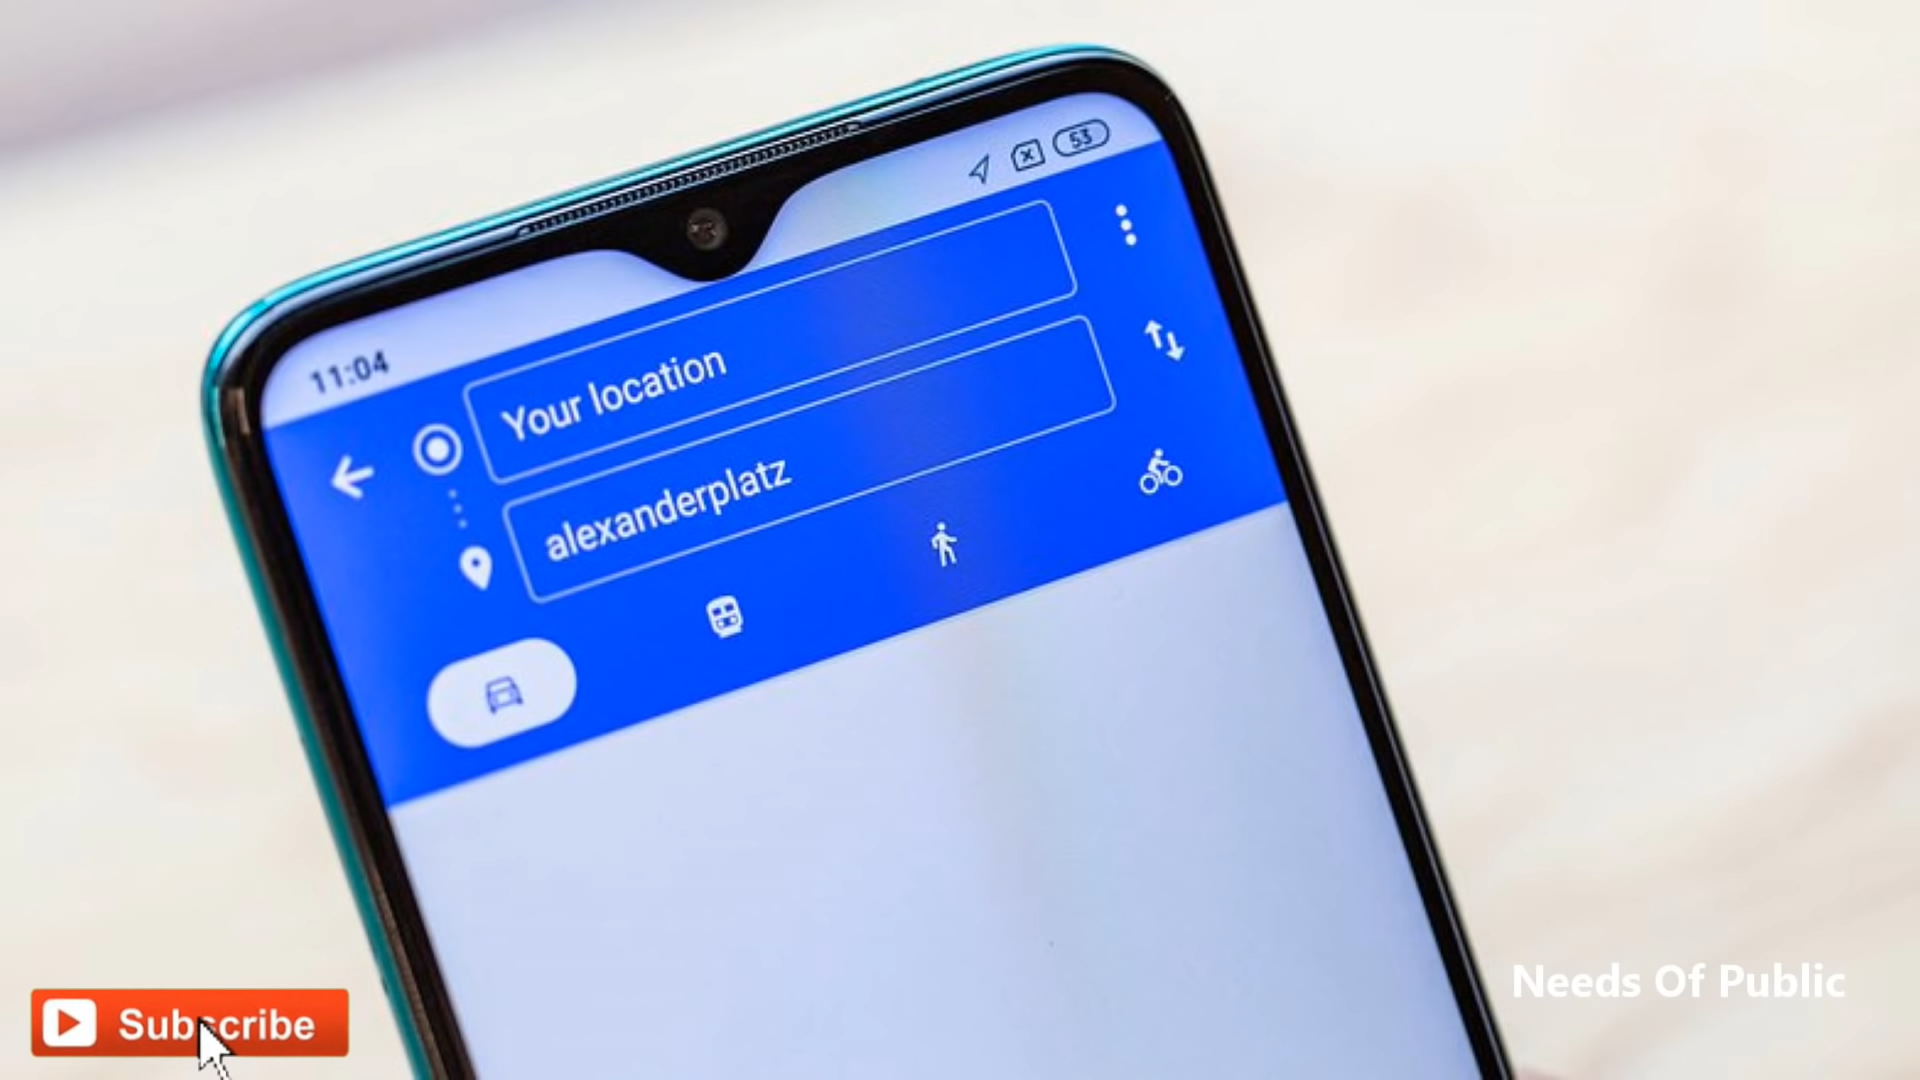 11:04
53
Your location
alexanderplatz
Needs Of Public
Subscribe